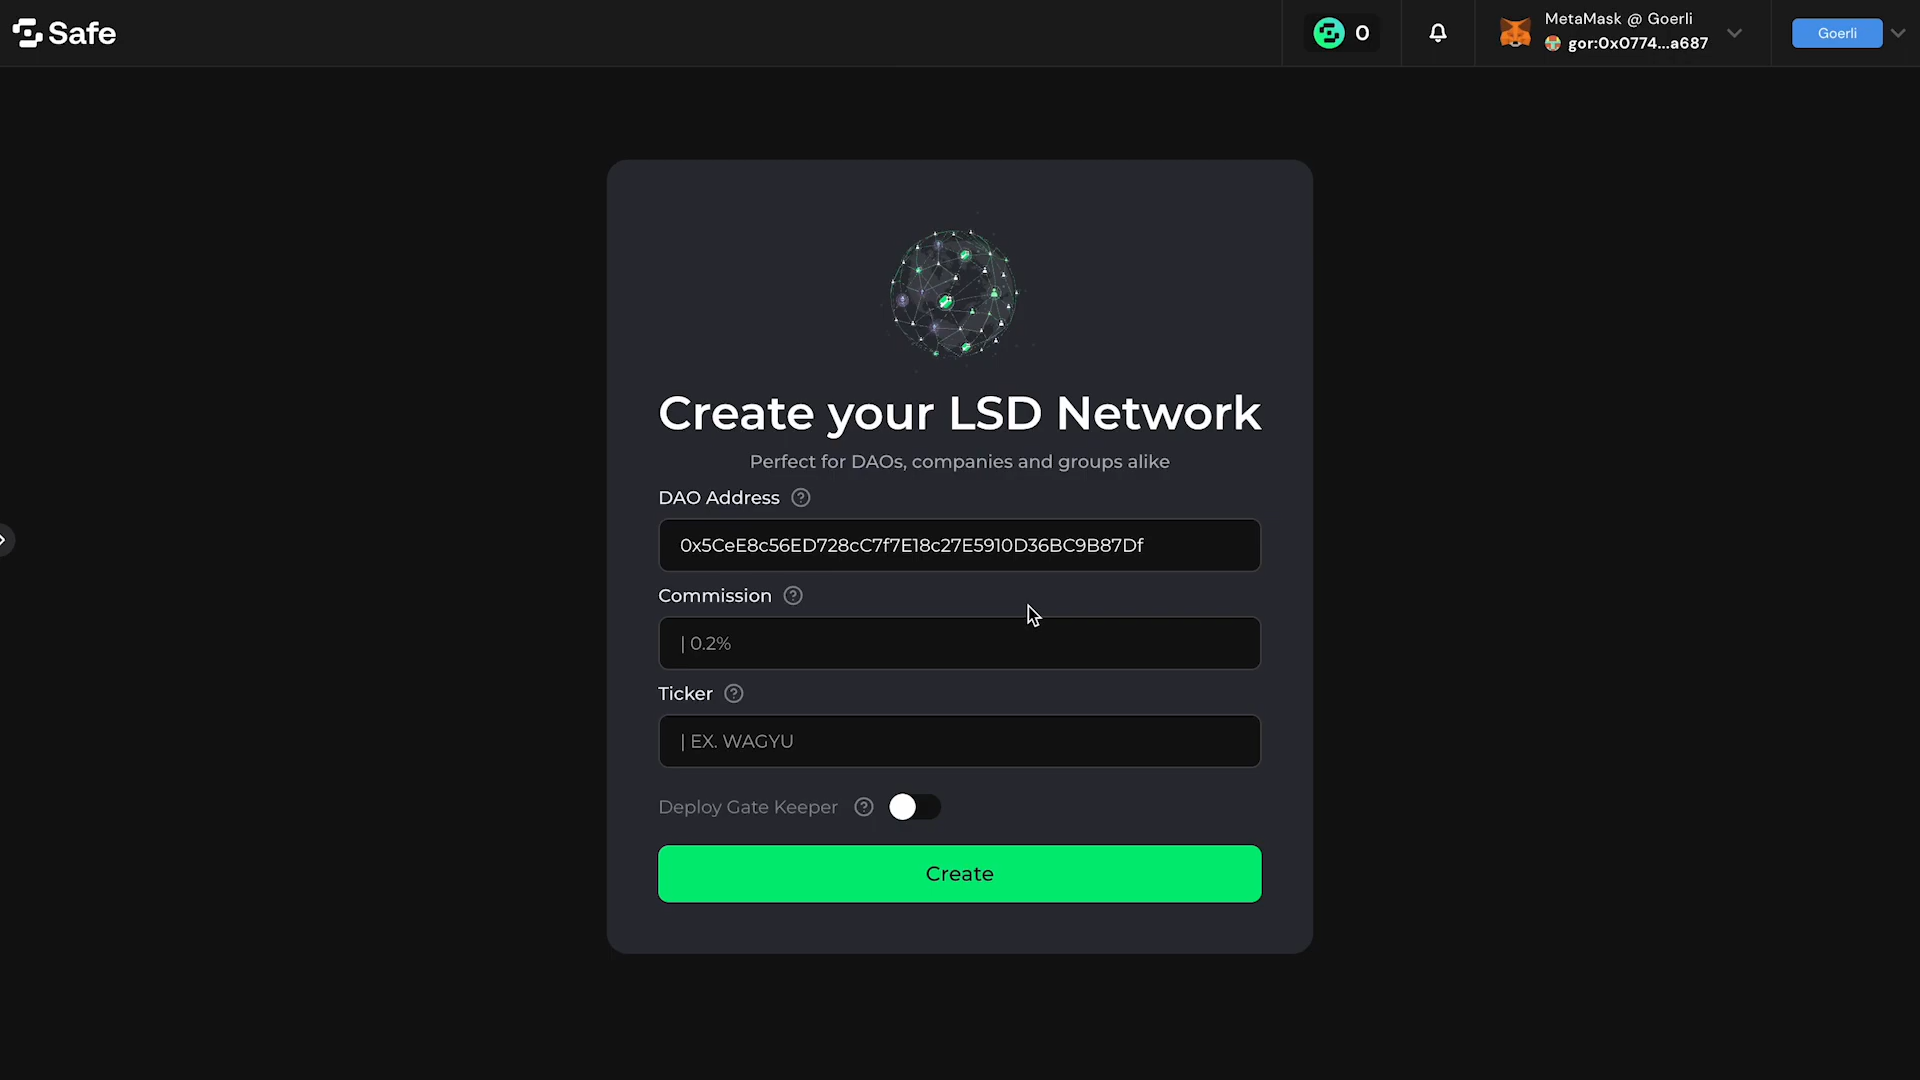 Safe
0
MetaMask @ Goerli
gor:0x0774...a687
Goerli
Create your LSD Network
Perfect for DAOs, companies and groups alike
DAO Address
0x5CeE8c56ED728cC7f7E18c27E5910D36BC9B87Df
Commission
| 0.2%
Ticker
| EX. WAGYU
Deploy Gate Keeper
Create